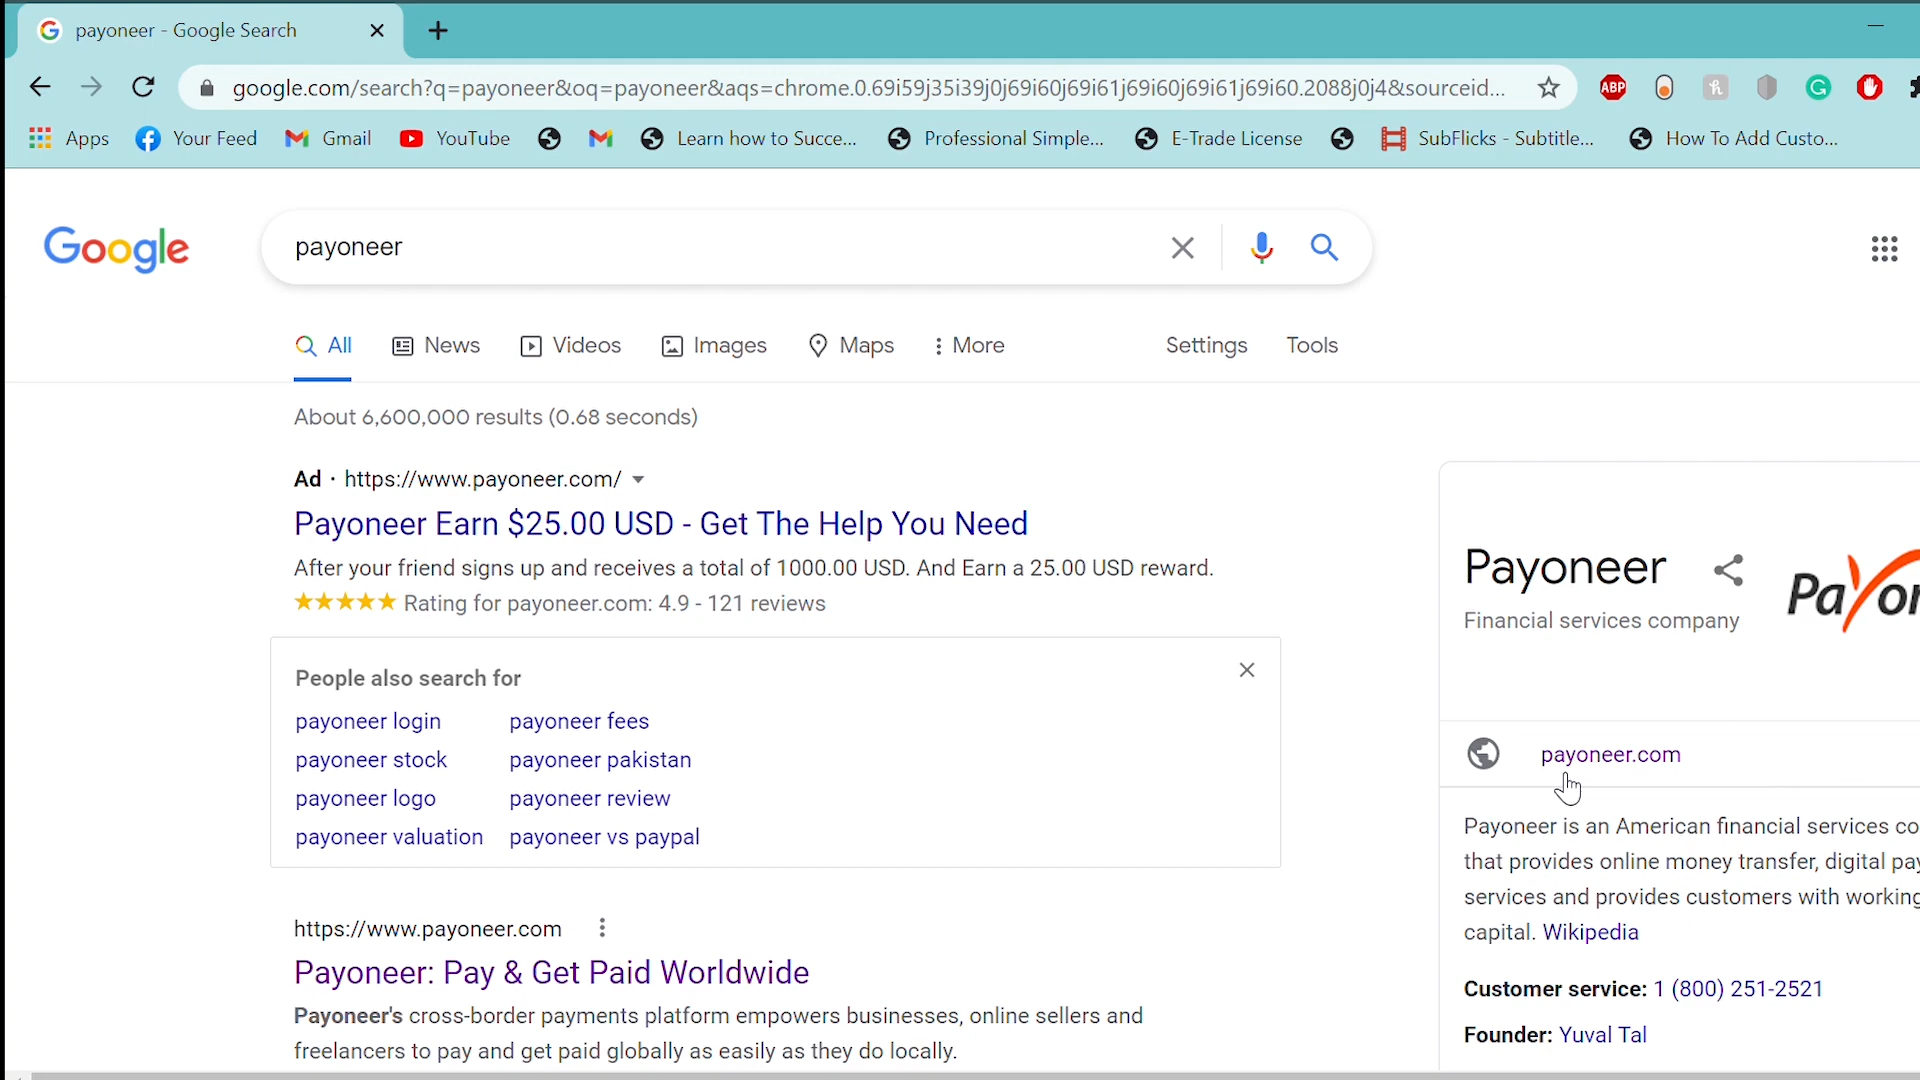 payoneer - Google Search
google.com/search?q=payoneer&oq=payoneer&aqs=chrome.0.69i59j35i39j0j69i60j69i61j69i60j69i61j69i60.2088j0j4&sourceid...
ABP
Apps Your Feed Gmail YouTube Learn how to Succe... Professional Simple... E-Trade License SubFlicks - Subtitle... How To Add Custo...
Google
payoneer
All News Videos Images Maps More Settings Tools
About 6,600,000 results (0.68 seconds)
Ad · https://www.payoneer.com/
Payoneer Earn $25.00 USD - Get The Help You Need
After your friend signs up and receives a total of 1000.00 USD. And Earn a 25.00 USD reward.
Rating for payoneer.com: 4.9 - 121 reviews
People also search for
payoneer login payoneer fees
payoneer stock payoneer pakistan
payoneer logo payoneer review
payoneer valuation payoneer vs paypal
https://www.payoneer.com
Payoneer: Pay & Get Paid Worldwide
Payoneer's cross-border payments platform empowers businesses, online sellers and
freelancers to pay and get paid globally as easily as they do locally.
Payoneer
Financial services company
payoneer.com
Payoneer is an American financial services
that provides online money transfer, digital
services and provides customers with working
capital. Wikipedia
Customer service: 1 (800) 251-2521
Founder: Yuval Tal